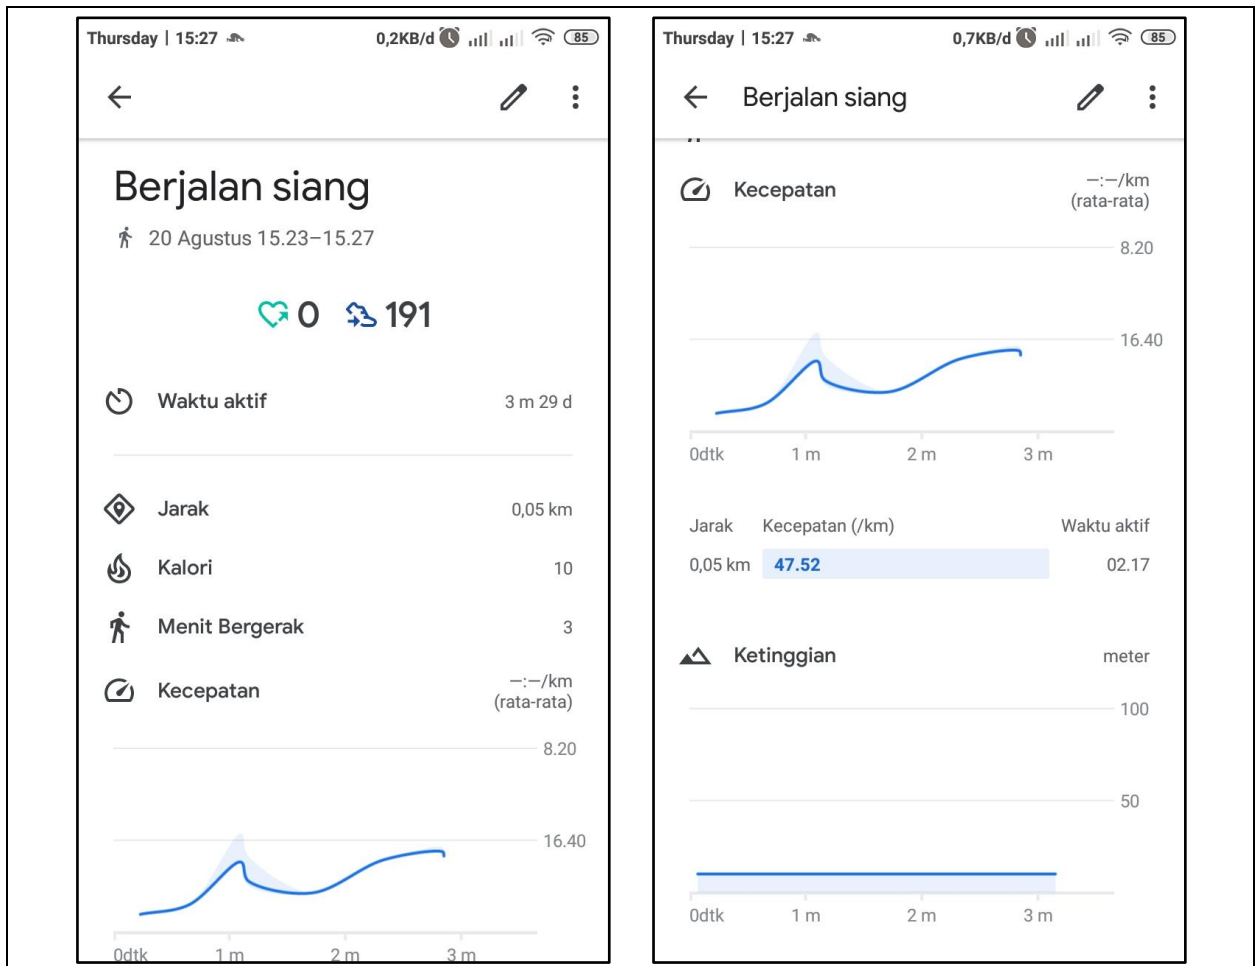 Thursday | 15:27
0,2KB/d
85
Berjalan siang
20 Agustus 15.23–15.27
0 191
Waktu aktif 3 m 29 d
Jarak 0,05 km
Kalori 10
Menit Bergerak 3
Kecepatan –:–/km
(rata-rata)
8.20
16.40
0dtk 1 m 2 m 3 m
Thursday | 15:27
0,7KB/d
85
Berjalan siang
Kecepatan –:–/km
(rata-rata)
8.20
16.40
0dtk 1 m 2 m 3 m
Jarak Kecepatan (/km) Waktu aktif
0,05 km 47.52 02.17
Ketinggian meter
100
50
0dtk 1 m 2 m 3 m